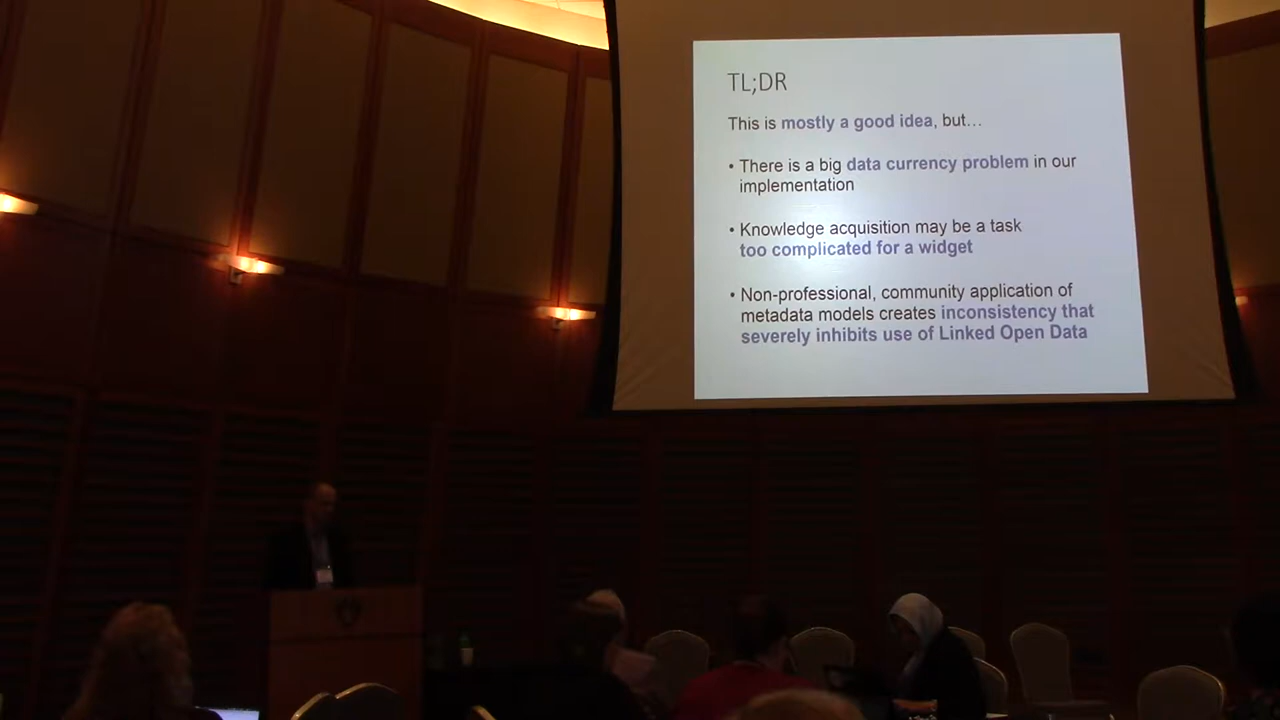 TL;DR
This is mostly a good idea, but…
• There is a big data currency problem in our
implementation
• Knowledge acquisition may be a task
too complicated for a widget
• Non-professional, community application of
metadata models creates inconsistency that
severely inhibits use of Linked Open Data